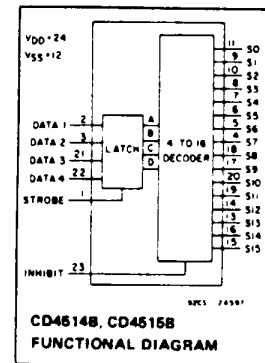 VDD = 24
VSS = 12
DATA 1 2
DATA 2 3
DATA 3 21
DATA 4 22
STROBE 1
INHIBIT 23
LATCH
A
B
C
D
4 TO 16
DECODER
11 S0
9 S1
10 S2
8 S3
7 S4
6 S5
5 S6
4 S7
18 S8
17 S9
20 S10
19 S11
14 S12
13 S13
16 S14
15 S15
92CS 24597
CD4514B, CD4515B
FUNCTIONAL DIAGRAM